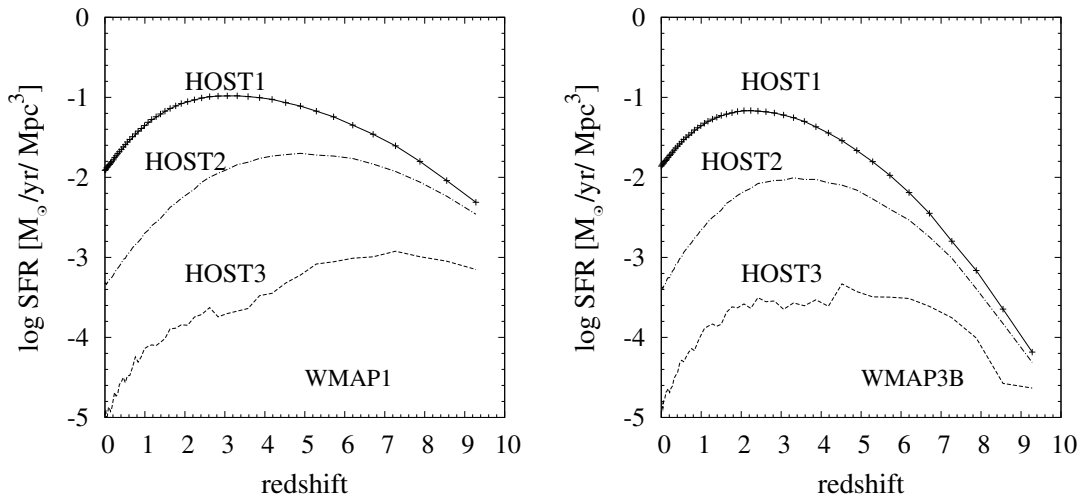 log SFR [M☉/yr/ Mpc³]
0
-1
-2
-3
-4
-5
HOST1
HOST2
HOST3
WMAP1
0 1 2 3 4 5 6 7 8 9 10
redshift
log SFR [M☉/yr/ Mpc³]
0
-1
-2
-3
-4
-5
HOST1
HOST2
HOST3
WMAP3B
0 1 2 3 4 5 6 7 8 9 10
redshift